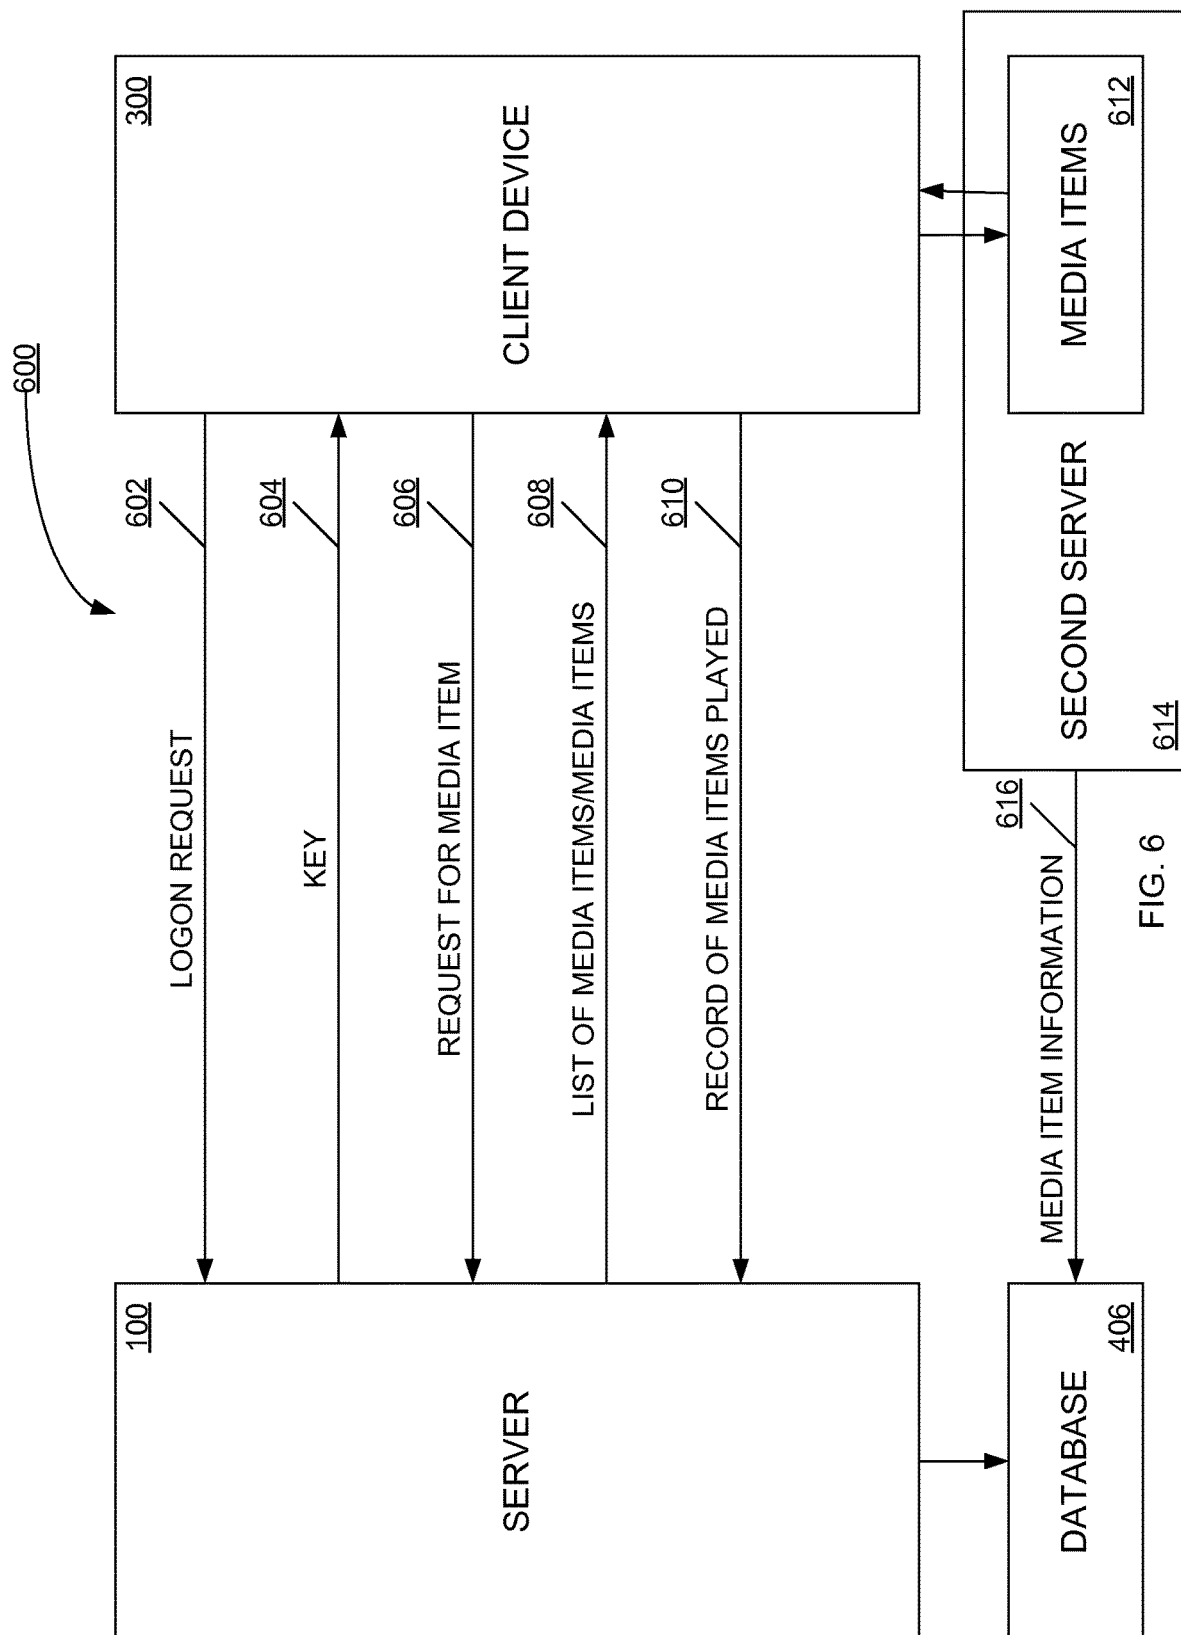 600
100
SERVER
300
CLIENT DEVICE
LOGON REQUEST
602
KEY
604
REQUEST FOR MEDIA ITEM
606
LIST OF MEDIA ITEMS/MEDIA ITEMS
608
RECORD OF MEDIA ITEMS PLAYED
610
DATABASE
406
MEDIA ITEM INFORMATION
616
SECOND SERVER
614
MEDIA ITEMS
612
FIG. 6